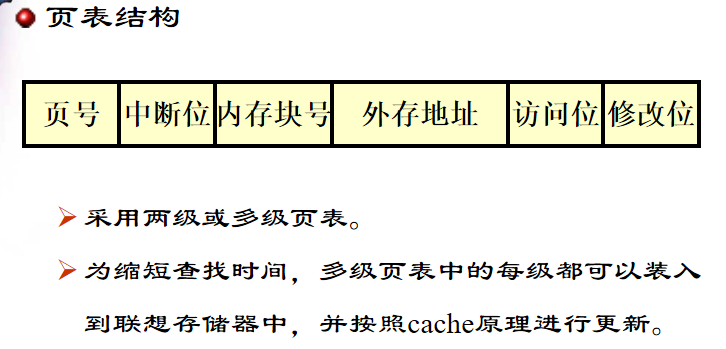 页表结构
页号 中断位 内存块号 外存地址 访问位 修改位
采用两级或多级页表。
为缩短查找时间，多级页表中的每级都可以装入
到联想存储器中，并按照cache原理进行更新。